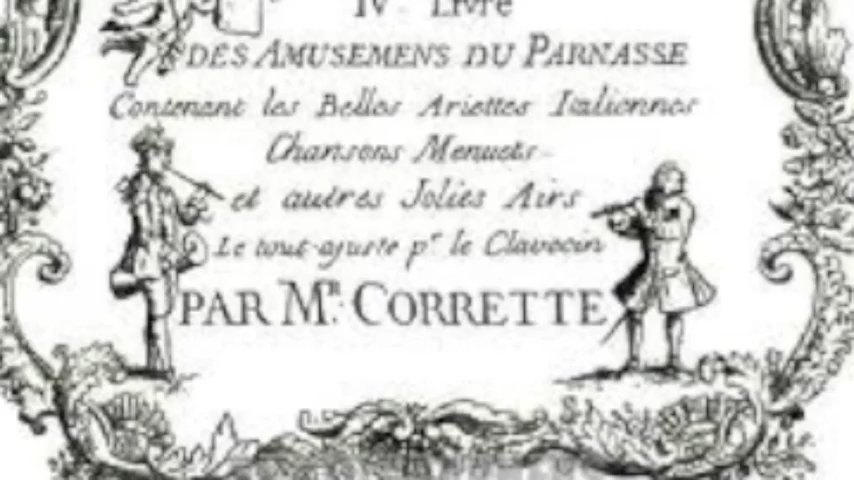 IV Livre
DES AMUSEMENS DU PARNASSE
Contenant les Belles Ariettes Italiennes
Chansons Menuets
et autres Jolies Airs
Le tout ajusté pr le Clavecin
PAR MR. CORRETTE